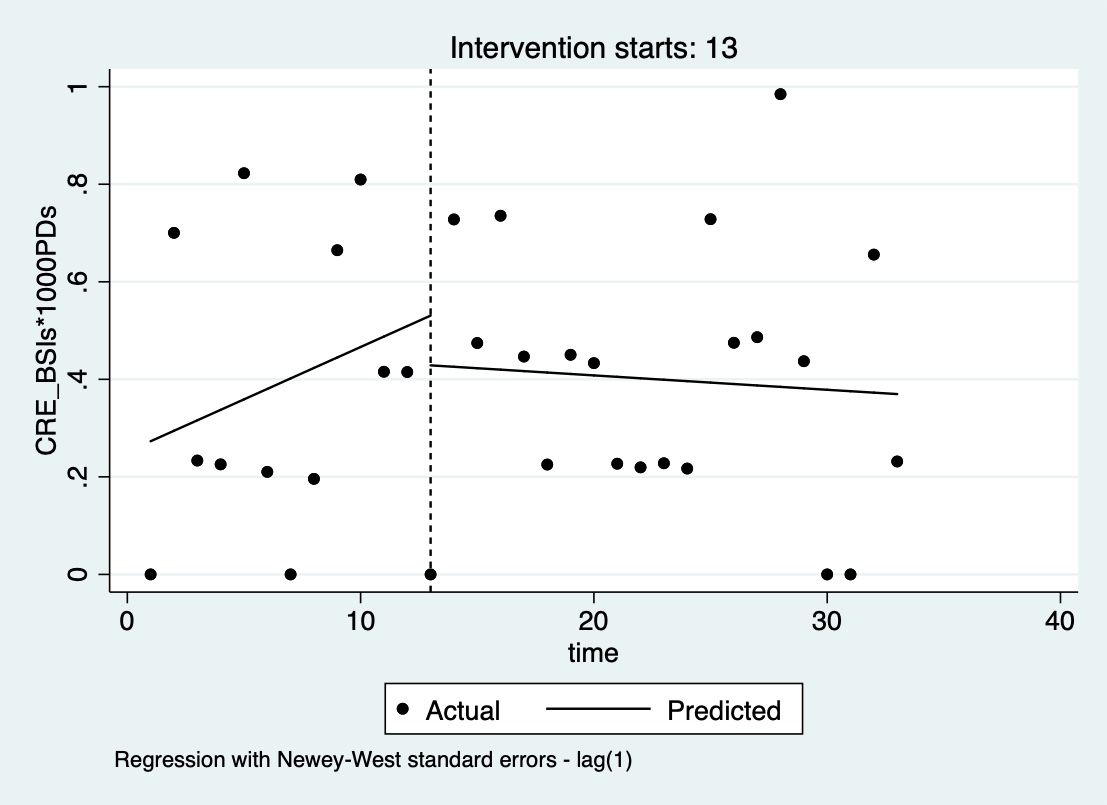 Intervention starts: 13
CRE_BSIs*1000PDs
1
.8
.6
.4
.2
0
0 10 20 30 40
time
Actual Predicted
Regression with Newey-West standard errors - lag(1)